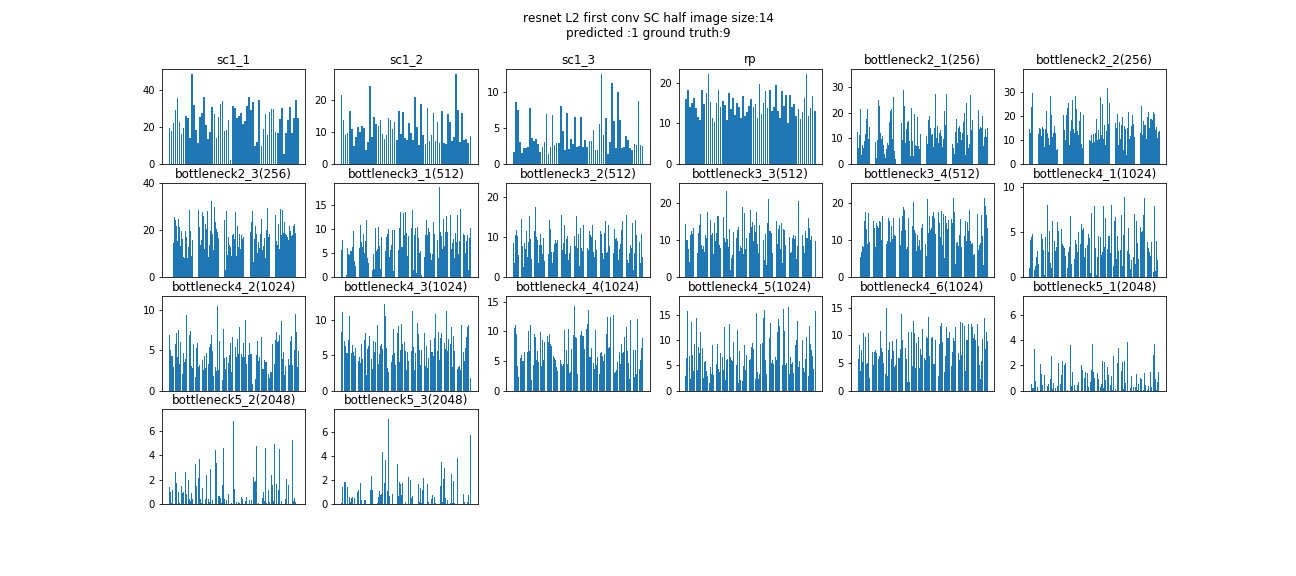 resnet L2 first conv SC half image size:14
predicted :1 ground truth:9
sc1_1 sc1_2 sc1_3 rp bottleneck2_1(256) bottleneck2_2(256)
40 20 0
20 10 0
10 5 0
20 10 0
30 20 10 0
30 20 10 0
bottleneck2_3(256) bottleneck3_1(512) bottleneck3_2(512) bottleneck3_3(512) bottleneck3_4(512) bottleneck4_1(1024)
40 20 0
15 10 5 0
20 10 0
20 10 0
20 10 0
10 5 0
bottleneck4_2(1024) bottleneck4_3(1024) bottleneck4_4(1024) bottleneck4_5(1024) bottleneck4_6(1024) bottleneck5_1(2048)
10 5 0
10 5 0
15 10 5 0
15 10 5 0
15 10 5 0
6 4 2 0
bottleneck5_2(2048) bottleneck5_3(2048)
6 4 2 0
6 4 2 0